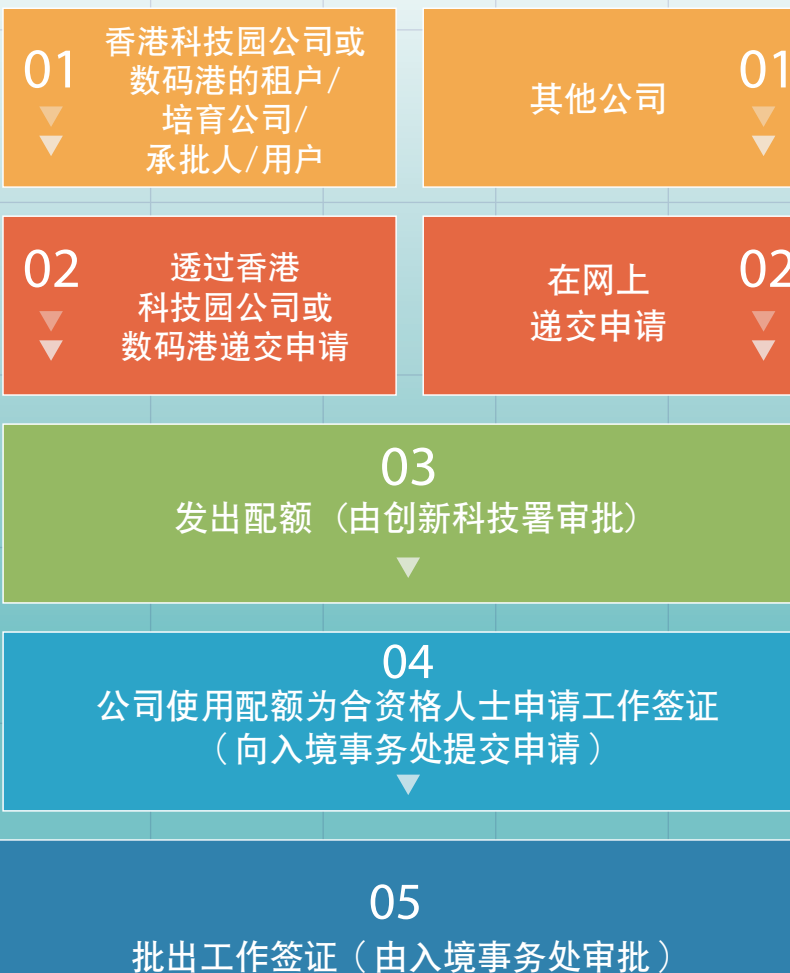 01
香港科技园公司或
数码港的租户/
培育公司/
承批人/用户
其他公司
01
02
透过香港
科技园公司或
数码港递交申请
在网上
递交申请
02
03
发出配额（由创新科技署审批）
04
公司使用配额为合资格人士申请工作签证
（向入境事务处提交申请）
05
批出工作签证（由入境事务处审批）